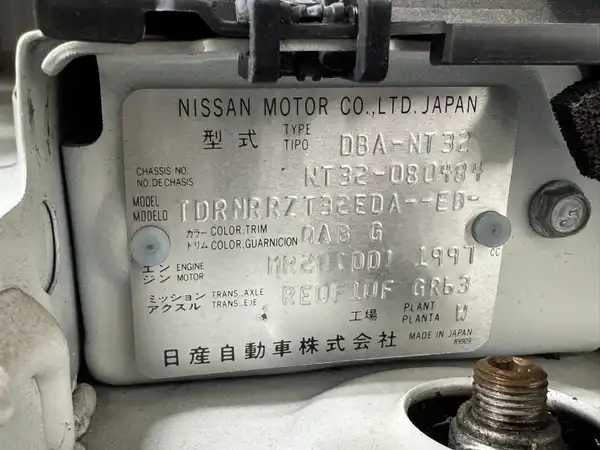 NISSAN MOTOR CO.,LTD. JAPAN
型式 TYPE TIPO DBA-NT32
CHASSIS NO. NO.DE CHASIS NT32-080484
MODEL MODELO TDRNRRZT32EDA--EB-
カラー トリム COLOR,TRIM COLOR,GUARNICION QAB G
エンジン ENGINE MOTOR MR20(DD) 1997 CC
ミッション アクスル TRANS.,AXLE TRANS.,EJE RE0F10F GR63
工場 PLANT PLANTA W
日産自動車株式会社 MADE IN JAPAN
89809